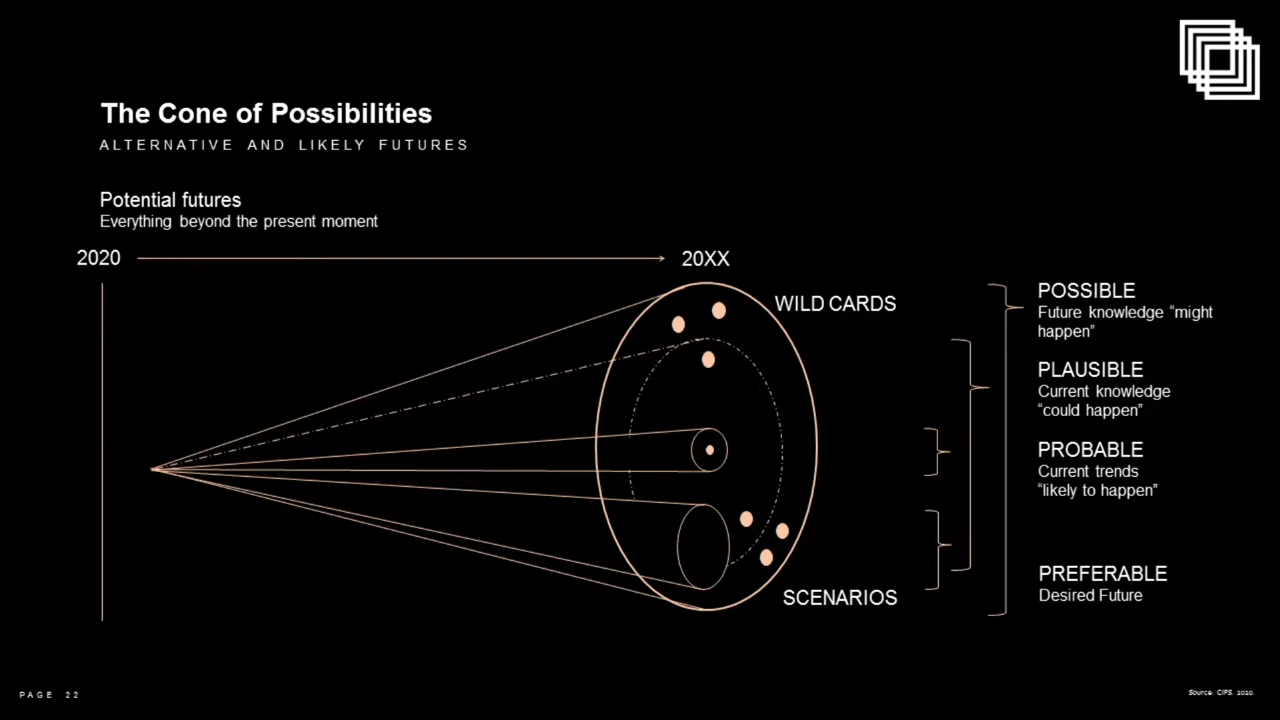 The Cone of Possibilities
ALTERNATIVE AND LIKELY FUTURES
Potential futures
Everything beyond the present moment
2020
20XX
WILD CARDS
SCENARIOS
POSSIBLE
Future knowledge “might
happen”
PLAUSIBLE
Current knowledge
“could happen”
PROBABLE
Current trends
“likely to happen”
PREFERABLE
Desired Future
PAGE 22
Source: CIFS. 2020.